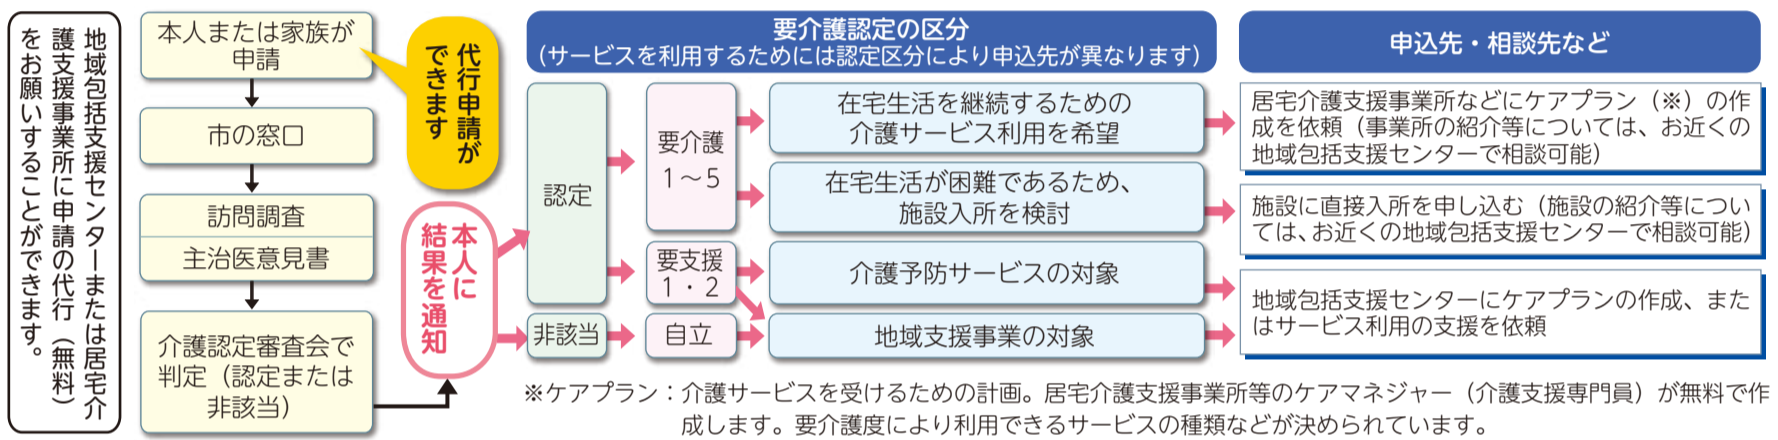 地域包括支援センターまたは居宅介
護支援事業所に申請の代行（無料）
をお願いすることができます。
本人または家族が
申請
代行申請が
できます
市の窓口
訪問調査
主治医意見書
介護認定審査会で
判定（認定または
非該当）
本人に
結果を通知
要介護認定の区分
（サービスを利用するためには認定区分により申込先が異なります）
申込先・相談先など
認定
要介護
1～5
在宅生活を継続するための
介護サービス利用を希望
居宅介護支援事業所などにケアプラン（※）の作
成を依頼（事業所の紹介等については、お近くの
地域包括支援センターで相談可能）
在宅生活が困難であるため、
施設入所を検討
施設に直接入所を申し込む（施設の紹介等につい
ては、お近くの地域包括支援センターで相談可能）
要支援
1・2
介護予防サービスの対象
非該当
自立
地域支援事業の対象
地域包括支援センターにケアプランの作成、また
はサービス利用の支援を依頼
※ケアプラン：介護サービスを受けるための計画。居宅介護支援事業所等のケアマネジャー（介護支援専門員）が無料で作
成します。要介護度により利用できるサービスの種類などが決められています。